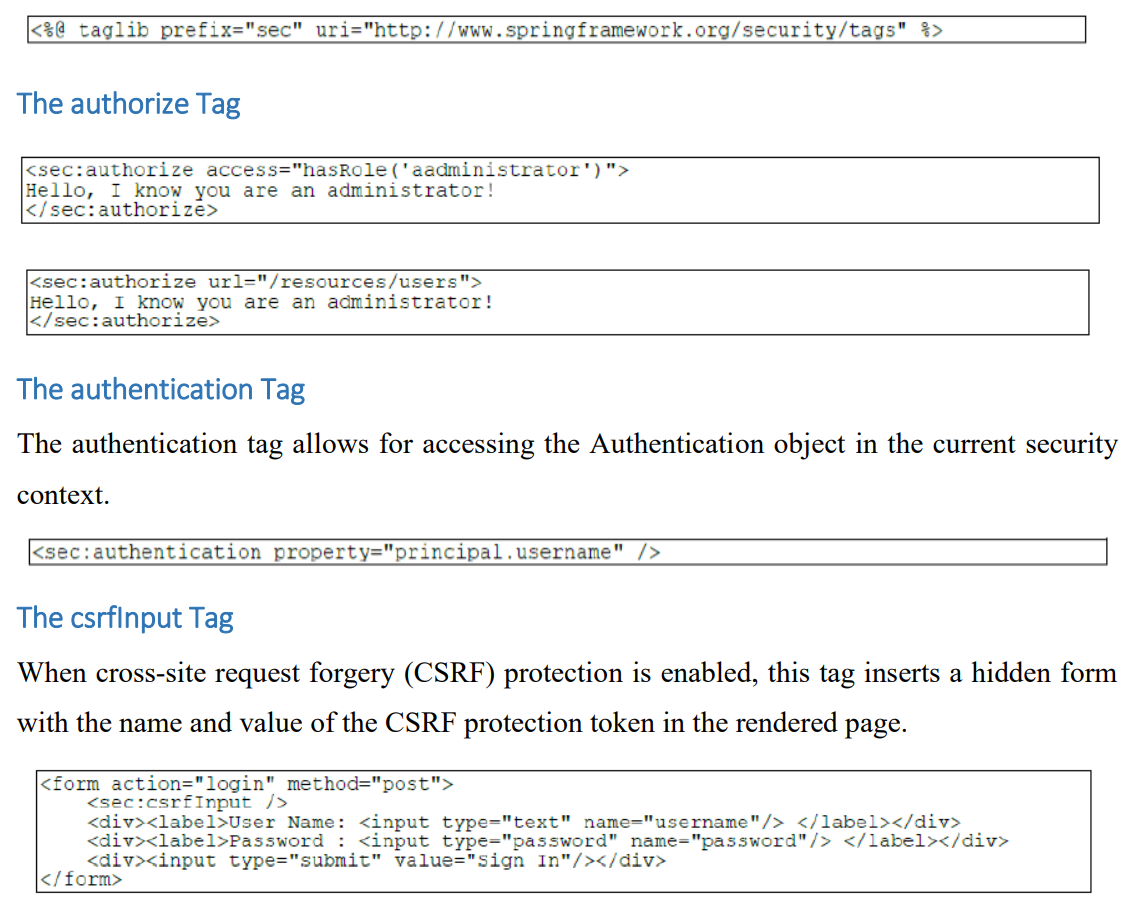 <%@ taglib prefix="sec" uri="http://www.springframework.org/security/tags" %>
The authorize Tag
<sec:authorize access="hasRole('aadministrator')">
Hello, I know you are an administrator!
</sec:authorize>
<sec:authorize url="/resources/users">
Hello, I know you are an administrator!
</sec:authorize>
The authentication Tag
The authentication tag allows for accessing the Authentication object in the current security
context.
<sec:authentication property="principal.username" />
The csrfInput Tag
When cross-site request forgery (CSRF) protection is enabled, this tag inserts a hidden form
with the name and value of the CSRF protection token in the rendered page.
<form action="login" method="post">
    <sec:csrfInput />
    <div><label>User Name: <input type="text" name="username"/> </label></div>
    <div><label>Password : <input type="password" name="password"/> </label></div>
    <div><input type="submit" value="Sign In"/></div>
</form>